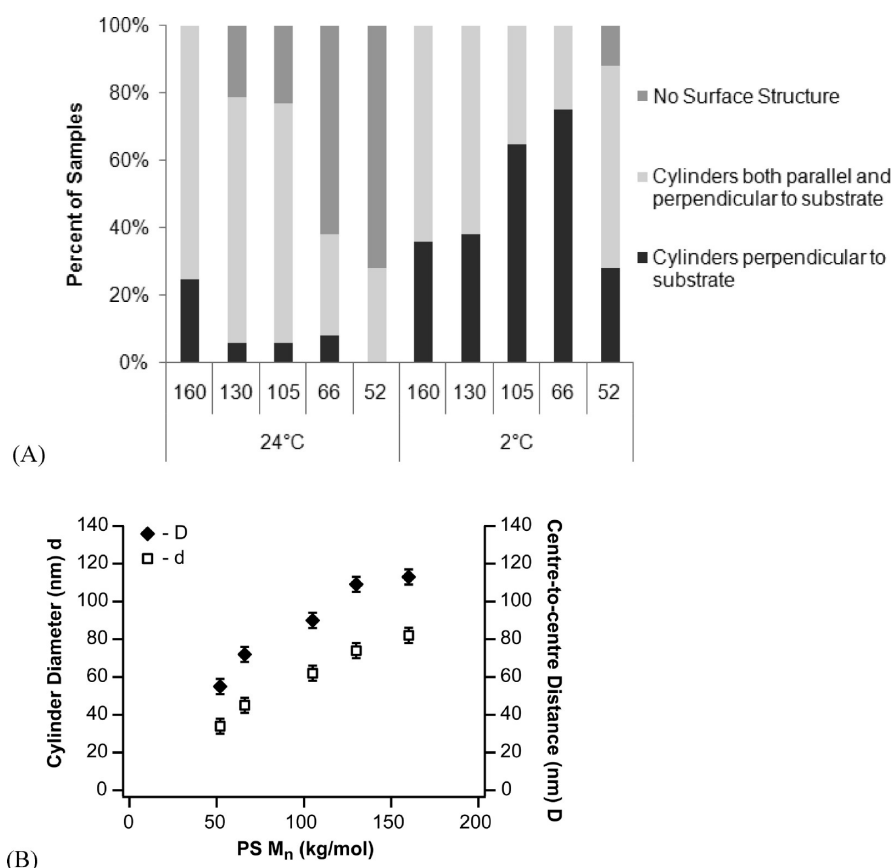 100%
80%
60%
40%
20%
0%
Percent of Samples
No Surface Structure
Cylinders both parallel and
perpendicular to substrate
Cylinders perpendicular to
substrate
160 130 105 66 52 160 130 105 66 52
24°C 2°C
(A)
- D
- d
140
120
100
80
60
40
20
0
Cylinder Diameter (nm) d
140
120
100
80
60
40
20
0
Centre-to-centre Distance (nm) D
0 50 100 150 200
PS Mn (kg/mol)
(B)